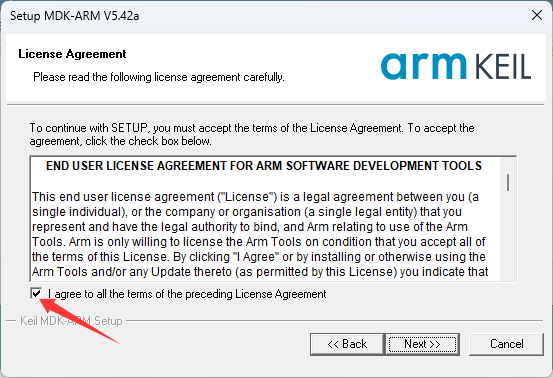 Setup MDK-ARM V5.42a
License Agreement
Please read the following license agreement carefully.
arm KEIL
To continue with SETUP, you must accept the terms of the License Agreement. To accept the
agreement, click the check box below.
END USER LICENSE AGREEMENT FOR ARM SOFTWARE DEVELOPMENT TOOLS
This end user license agreement ("License") is a legal agreement between you (a
single individual), or the company or organisation (a single legal entity) that you
represent and have the legal authority to bind, and Arm relating to use of the Arm
Tools. Arm is only willing to license the Arm Tools on condition that you accept all of
the terms of this License. By clicking "I Agree" or by installing or otherwise using the
Arm Tools and/or any Update thereto (as permitted by this License) you indicate that
I agree to all the terms of the preceding License Agreement
Keil MDK-ARM Setup
<< Back
Next >>
Cancel